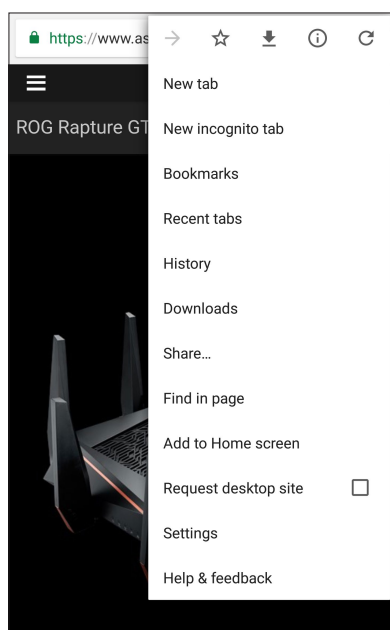 https://www.as
ROG Rapture GT
New tab
New incognito tab
Bookmarks
Recent tabs
History
Downloads
Share...
Find in page
Add to Home screen
Request desktop site
Settings
Help & feedback